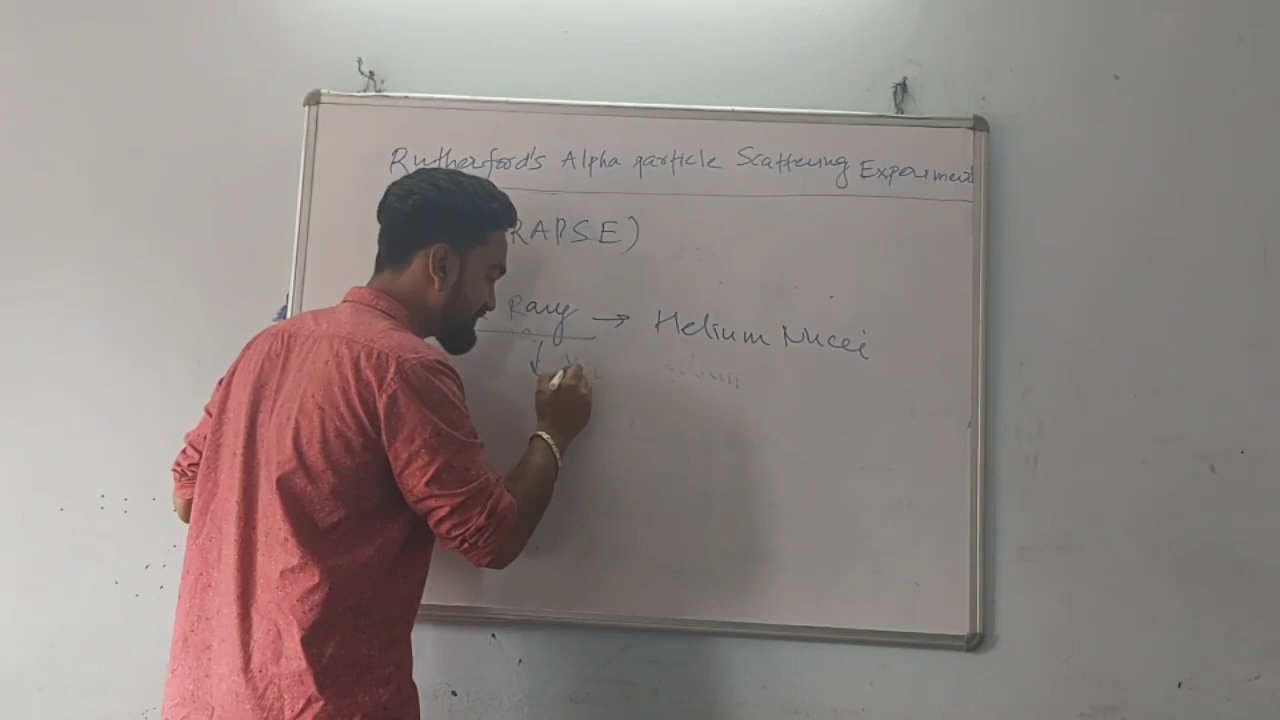 Rutherford's Alpha particle Scattering Experiment
RAPSE)
Ray → Helium Nucei